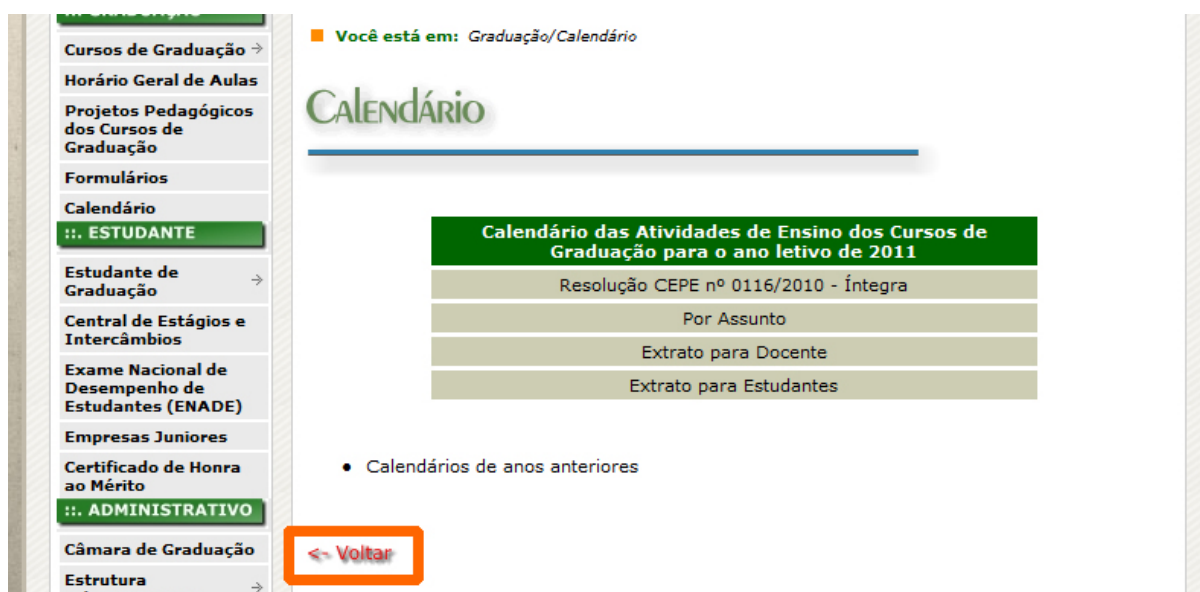 Cursos de Graduação
Horário Geral de Aulas
Projetos Pedagógicos
dos Cursos de
Graduação
Formulários
Calendário
::. ESTUDANTE
Estudante de
Graduação
Central de Estágios e
Intercâmbios
Exame Nacional de
Desempenho de
Estudantes (ENADE)
Empresas Juniores
Certificado de Honra
ao Mérito
::. ADMINISTRATIVO
Câmara de Graduação
Estrutura
Você está em: Graduação/Calendário
Calendário
Calendário das Atividades de Ensino dos Cursos de
Graduação para o ano letivo de 2011
Resolução CEPE nº 0116/2010 - Íntegra
Por Assunto
Extrato para Docente
Extrato para Estudantes
• Calendários de anos anteriores
<- Voltar